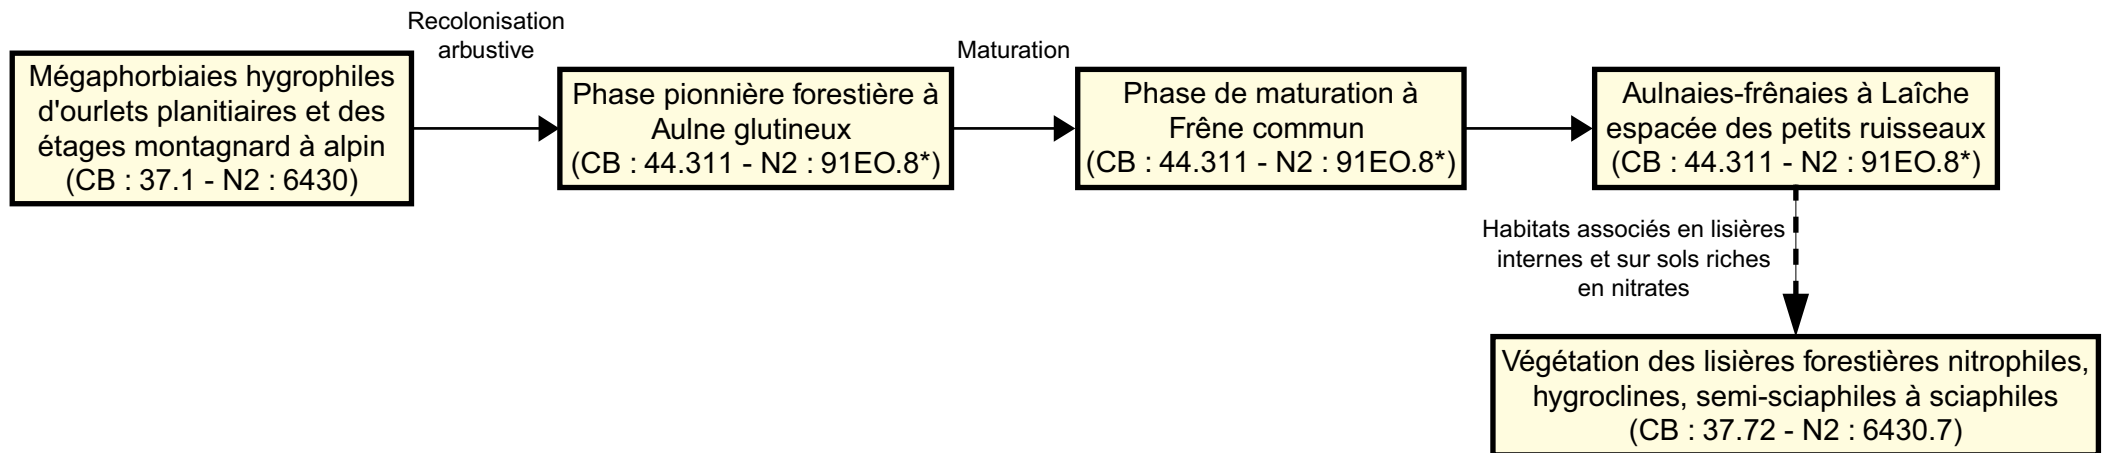 Recolonisation
arbustive
Mégaphorbiaies hygrophiles
d'ourlets planitiaires et des
étages montagnard à alpin
(CB : 37.1 - N2 : 6430)
Maturation
Phase pionnière forestière à
Aulne glutineux
(CB : 44.311 - N2 : 91EO.8*)
Phase de maturation à
Frêne commun
(CB : 44.311 - N2 : 91EO.8*)
Aulnaies-frênaies à Laîche
espacée des petits ruisseaux
(CB : 44.311 - N2 : 91EO.8*)
Habitats associés en lisières
internes et sur sols riches
en nitrates
Végétation des lisières forestières nitrophiles,
hygroclines, semi-sciaphiles à sciaphiles
(CB : 37.72 - N2 : 6430.7)